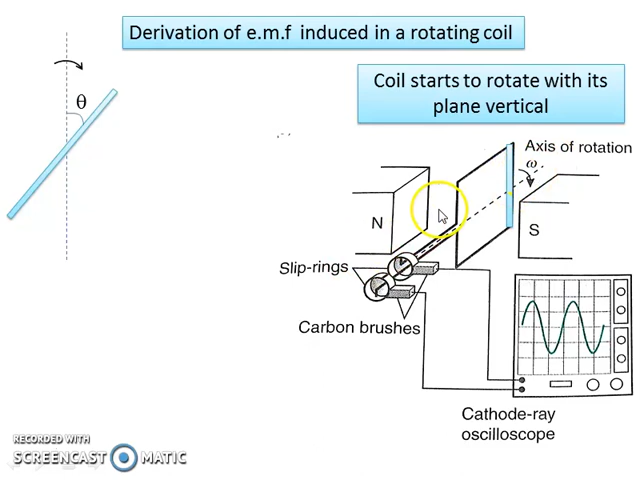 Derivation of e.m.f induced in a rotating coil
Coil starts to rotate with its
plane vertical
θ
Axis of rotation
ω
N
S
Slip-rings
Carbon brushes
Cathode-ray
oscilloscope
RECORDED WITH
SCREENCAST MATIC